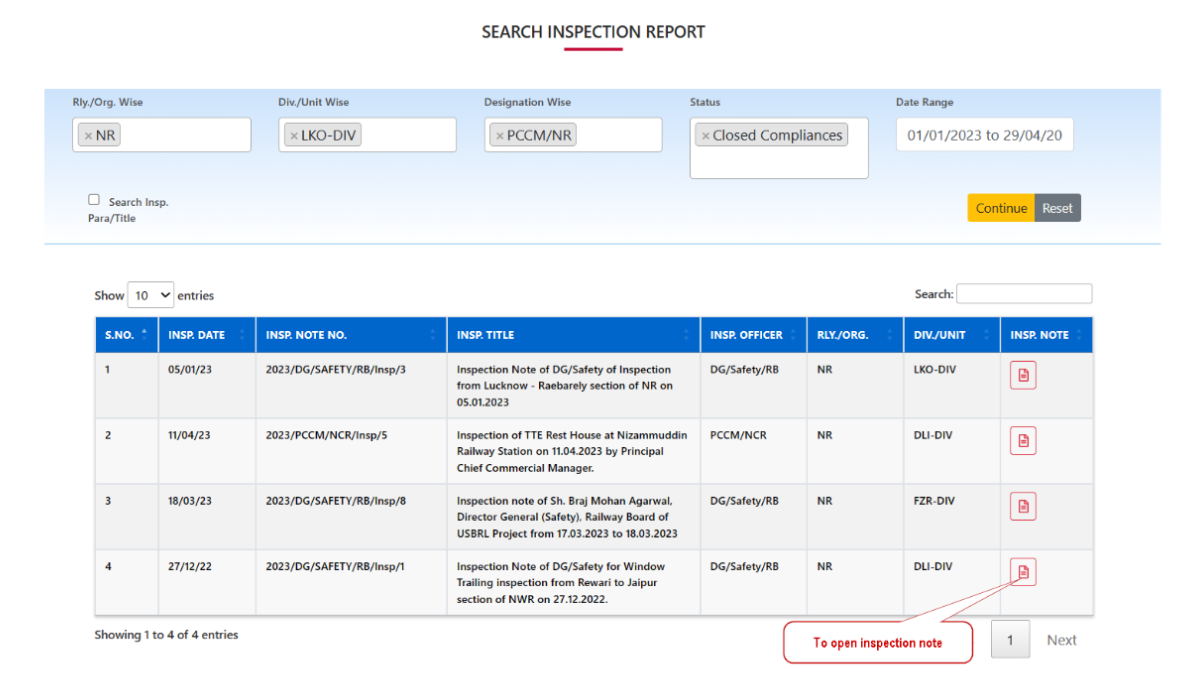 SEARCH INSPECTION REPORT
Rly./Org. Wise Div./Unit Wise Designation Wise Status Date Range
× NR × LKO-DIV × PCCM/NR × Closed Compliances 01/01/2023 to 29/04/20
Search Insp.
Para/Title
Continue Reset
Show 10 entries Search:
S.NO. INSP. DATE INSP. NOTE NO. INSP. TITLE INSP. OFFICER RLY./ORG. DIV./UNIT INSP. NOTE
1 05/01/23 2023/DG/SAFETY/RB/Insp/3 Inspection Note of DG/Safety of Inspection DG/Safety/RB NR LKO-DIV
from Lucknow - Raebarely section of NR on
05.01.2023
2 11/04/23 2023/PCCM/NCR/Insp/5 Inspection of TTE Rest House at Nizammuddin PCCM/NCR NR DLI-DIV
Railway Station on 11.04.2023 by Principal
Chief Commercial Manager.
3 18/03/23 2023/DG/SAFETY/RB/Insp/8 Inspection note of Sh. Braj Mohan Agarwal, DG/Safety/RB NR FZR-DIV
Director General (Safety), Railway Board of
USBRL Project from 17.03.2023 to 18.03.2023
4 27/12/22 2023/DG/SAFETY/RB/Insp/1 Inspection Note of DG/Safety for Window DG/Safety/RB NR DLI-DIV
Trailing inspection from Rewari to Jaipur
section of NWR on 27.12.2022.
Showing 1 to 4 of 4 entries
To open inspection note
1 Next